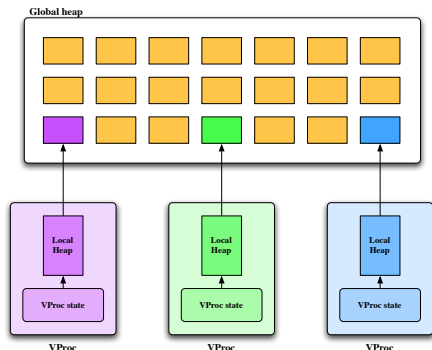 Global heap
Local
Heap
Local
Heap
Local
Heap
VProc state
VProc state
VProc state
VProc
VProc
VProc